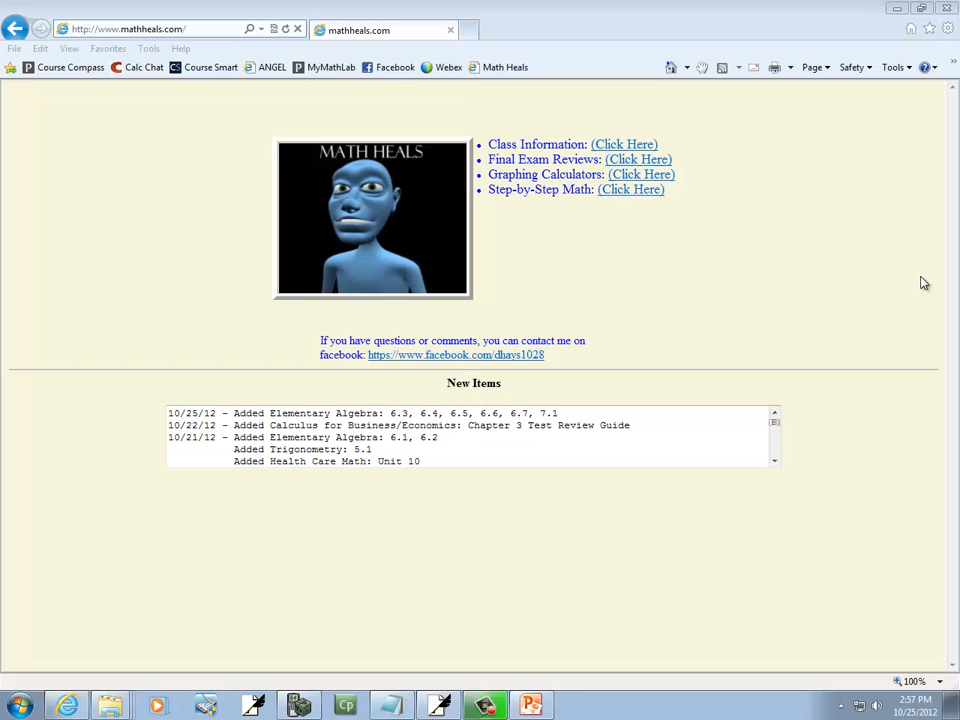 http://www.mathheals.com/
mathheals.com
File Edit View Favorites Tools Help
Course Compass Calc Chat CS Course Smart ANGEL MyMathLab Facebook Webex Math Heals
Page Safety Tools
MATH HEALS
Class Information: (Click Here)
Final Exam Reviews: (Click Here)
Graphing Calculators: (Click Here)
Step-by-Step Math: (Click Here)
If you have questions or comments, you can contact me on
facebook: https://www.facebook.com/dhays1028
New Items
10/25/12 - Added Elementary Algebra: 6.3, 6.4, 6.5, 6.6, 6.7, 7.1
10/22/12 - Added Calculus for Business/Economics: Chapter 3 Test Review Guide
10/21/12 - Added Elementary Algebra: 6.1, 6.2
Added Trigonometry: 5.1
Added Health Care Math: Unit 10
100%
Cp
2:57 PM
10/25/2012